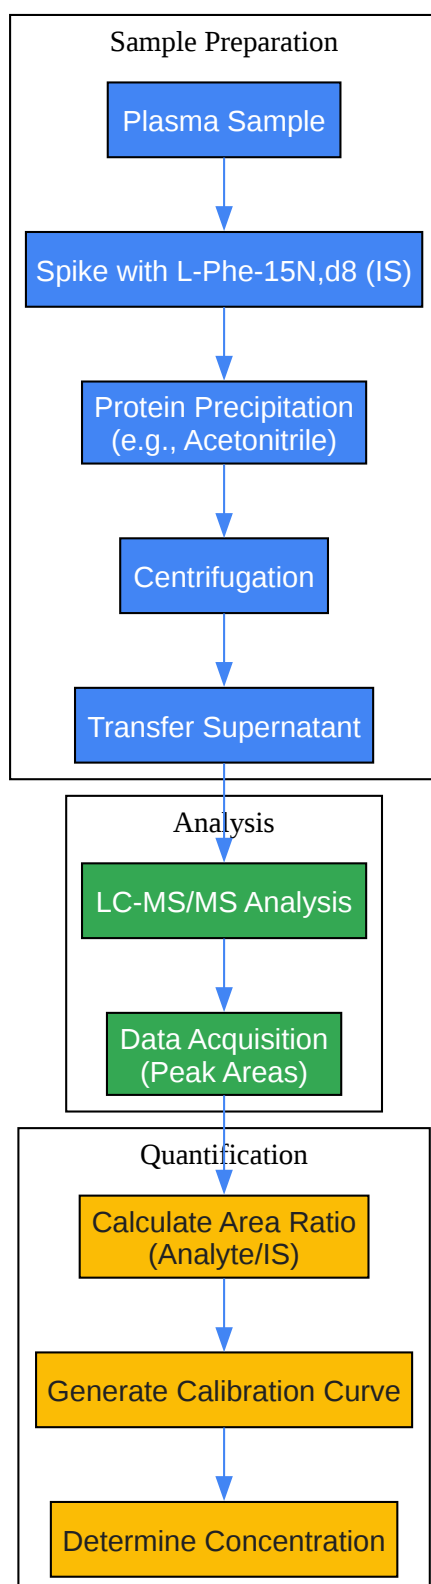 Sample Preparation
Plasma Sample
Spike with L-Phe-15N,d8 (IS)
Protein Precipitation
(e.g., Acetonitrile)
Centrifugation
Transfer Supernatant
Analysis
LC-MS/MS Analysis
Data Acquisition
(Peak Areas)
Quantification
Calculate Area Ratio
(Analyte/IS)
Generate Calibration Curve
Determine Concentration